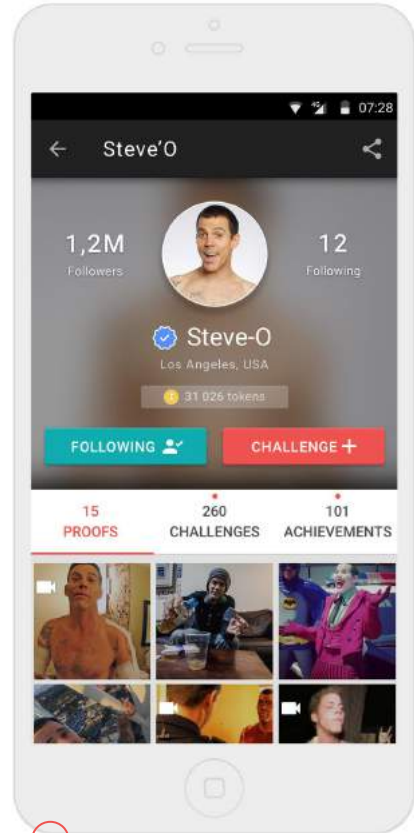 4G 07:28
Steve'O
1,2M
Followers
12
Following
Steve-O
Los Angeles, USA
31 026 tokens
FOLLOWING
CHALLENGE +
15
PROOFS
260
CHALLENGES
101
ACHIEVEMENTS